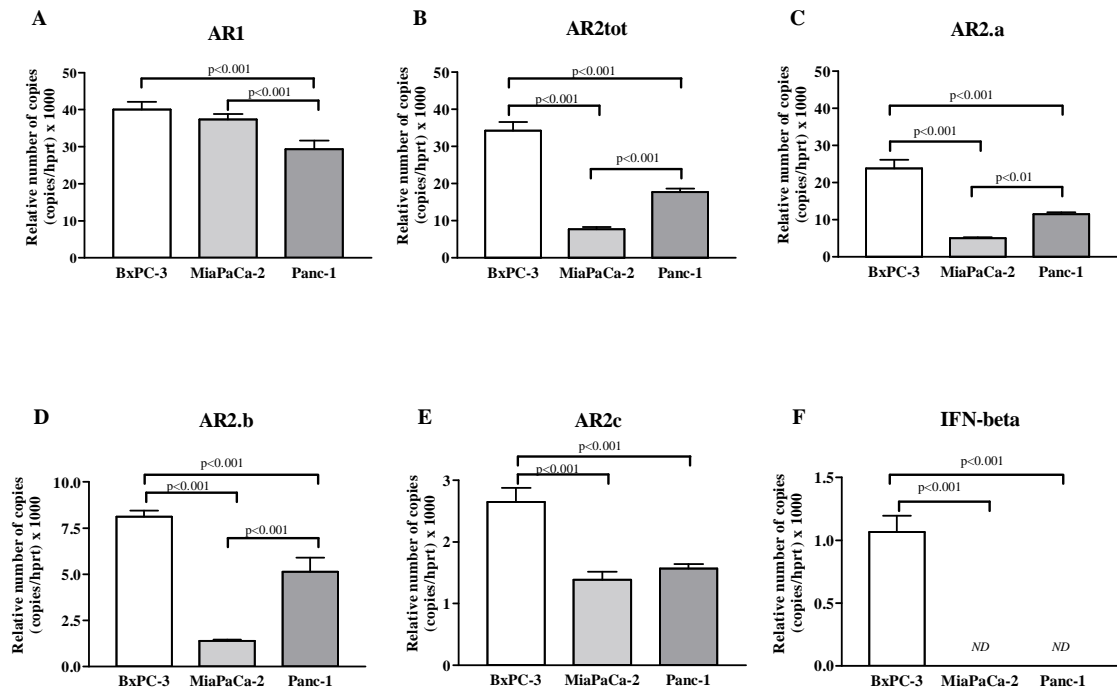 A
AR1
Relative number of copies
(copies/hprt) x 1000
50
40
30
20
10
0
p<0.001
p<0.001
BxPC-3 MiaPaCa-2 Panc-1
B
AR2tot
Relative number of copies
(copies/hprt) x 1000
50
40
30
20
10
0
p<0.001
p<0.001
p<0.001
BxPC-3 MiaPaCa-2 Panc-1
C
AR2.a
Relative number of copies
(copies/hprt) x 1000
50
40
30
20
10
0
p<0.001
p<0.001
p<0.01
BxPC-3 MiaPaCa-2 Panc-1
D
AR2.b
Relative number of copies
(copies/hprt) x 1000
10.0
7.5
5.0
2.5
0.0
p<0.001
p<0.001
p<0.001
BxPC-3 MiaPaCa-2 Panc-1
E
AR2c
Relative number of copies
(copies/hprt) x 1000
3
2
1
0
p<0.001
p<0.001
BxPC-3 MiaPaCa-2 Panc-1
F
IFN-beta
Relative number of copies
(copies/hprt) x 1000
1.5
1.0
0.5
0.0
p<0.001
p<0.001
ND ND
BxPC-3 MiaPaCa-2 Panc-1